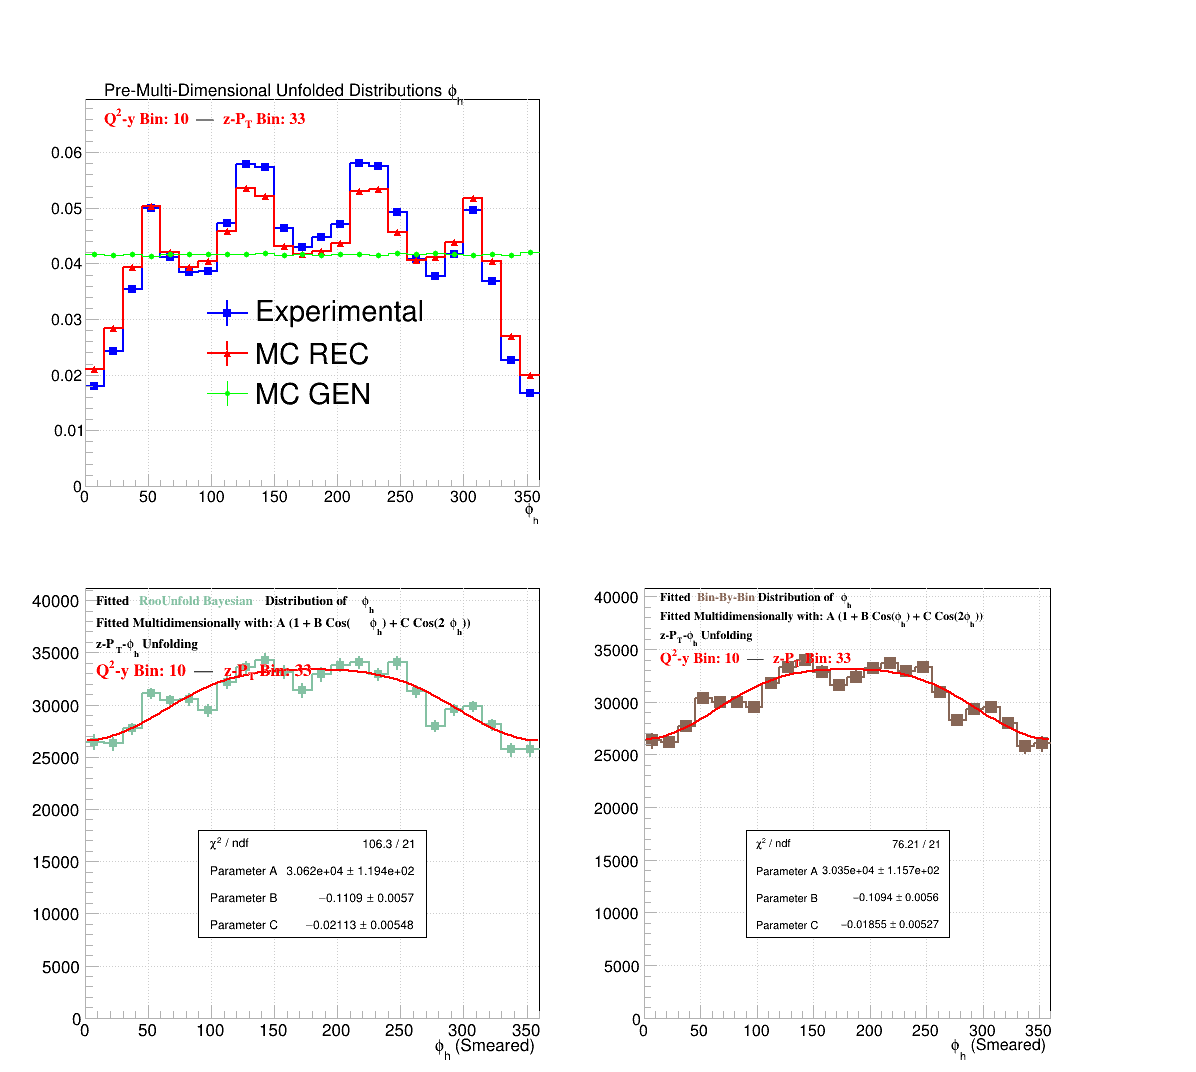 Pre-Multi-Dimensional Unfolded Distributions ϕh
Q²-y Bin: 10 — z-PT Bin: 33
0.06
0.05
0.04
0.03
0.02
0.01
0
Experimental
MC REC
MC GEN
0 50 100 150 200 250 300 350
ϕh
Fitted RooUnfold Bayesian Distribution of ϕh
Fitted Multidimensionally with: A (1 + B Cos( ϕh) + C Cos(2 ϕh))
z-PT-ϕh Unfolding
Q²-y Bin: 10 — z-PT Bin: 33
40000
35000
30000
25000
20000
15000
10000
5000
0
χ² / ndf 106.3 / 21
Parameter A 3.062e+04 ± 1.194e+02
Parameter B −0.1109 ± 0.0057
Parameter C −0.02113 ± 0.00548
0 50 100 150 200 250 300 350
ϕh (Smeared)
Fitted Bin-By-Bin Distribution of ϕh
Fitted Multidimensionally with: A (1 + B Cos(ϕh) + C Cos(2ϕh))
z-PT-ϕh Unfolding
Q²-y Bin: 10 — z-PT Bin: 33
40000
35000
30000
25000
20000
15000
10000
5000
0
χ² / ndf 76.21 / 21
Parameter A 3.035e+04 ± 1.157e+02
Parameter B −0.1094 ± 0.0056
Parameter C −0.01855 ± 0.00527
0 50 100 150 200 250 300 350
ϕh (Smeared)